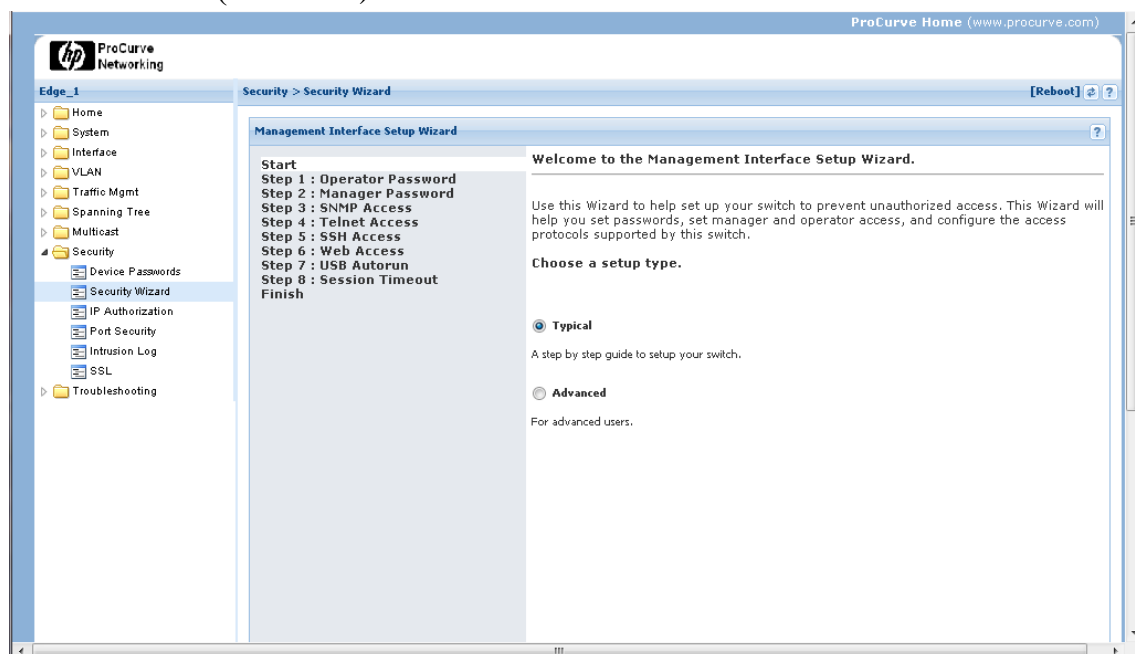 ProCurve Home (www.procurve.com)
hp ProCurve
Networking
Edge_1
Security > Security Wizard
[Reboot] ?
Home
System
Interface
VLAN
Traffic Mgmt
Spanning Tree
Multicast
Security
Device Passwords
Security Wizard
IP Authorization
Port Security
Intrusion Log
SSL
Troubleshooting
Management Interface Setup Wizard ?
Start
Step 1 : Operator Password
Step 2 : Manager Password
Step 3 : SNMP Access
Step 4 : Telnet Access
Step 5 : SSH Access
Step 6 : Web Access
Step 7 : USB Autorun
Step 8 : Session Timeout
Finish
Welcome to the Management Interface Setup Wizard.
Use this Wizard to help set up your switch to prevent unauthorized access. This Wizard will
help you set passwords, set manager and operator access, and configure the access
protocols supported by this switch.
Choose a setup type.
Typical
A step by step guide to setup your switch.
Advanced
For advanced users.